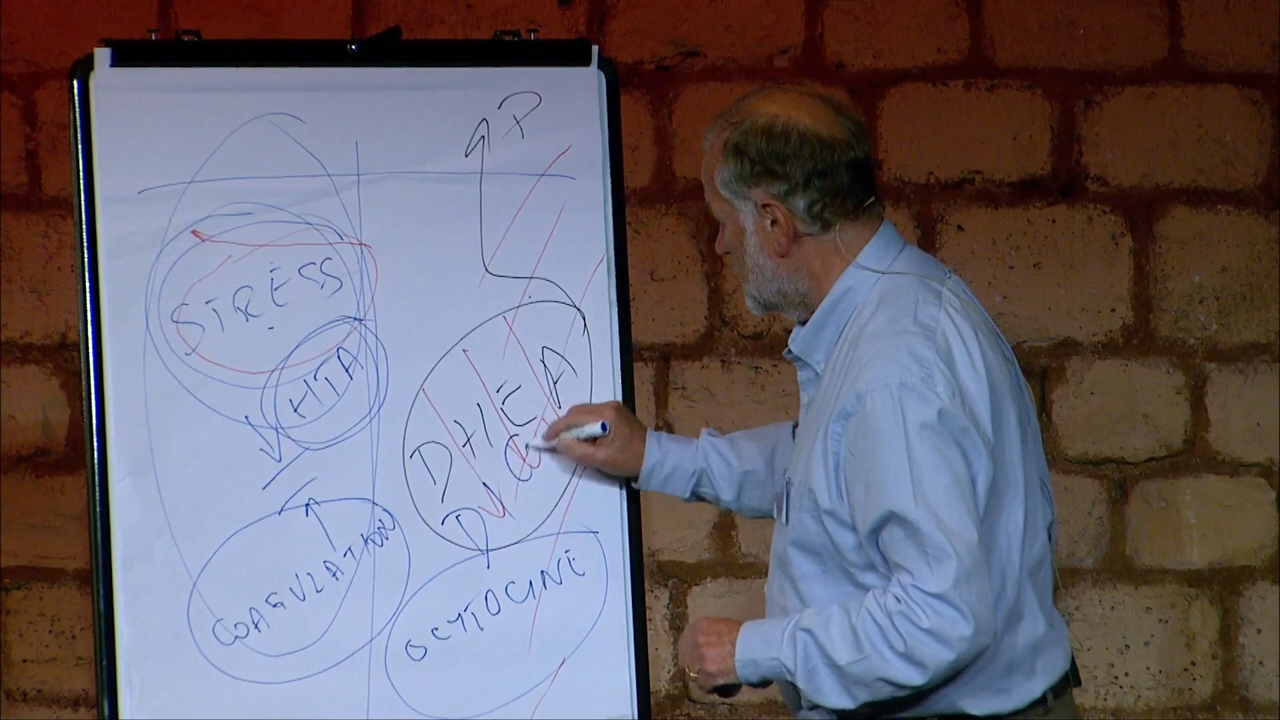 P
STRESS
HTA
DHEA
COAGULATION
OCYTOCINE